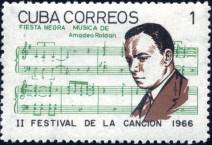 CUBA CORREOS 1
FIESTA NEGRA MUSICA DE
Amadeo Roldan
II FESTIVAL DE LA CANCION 1966